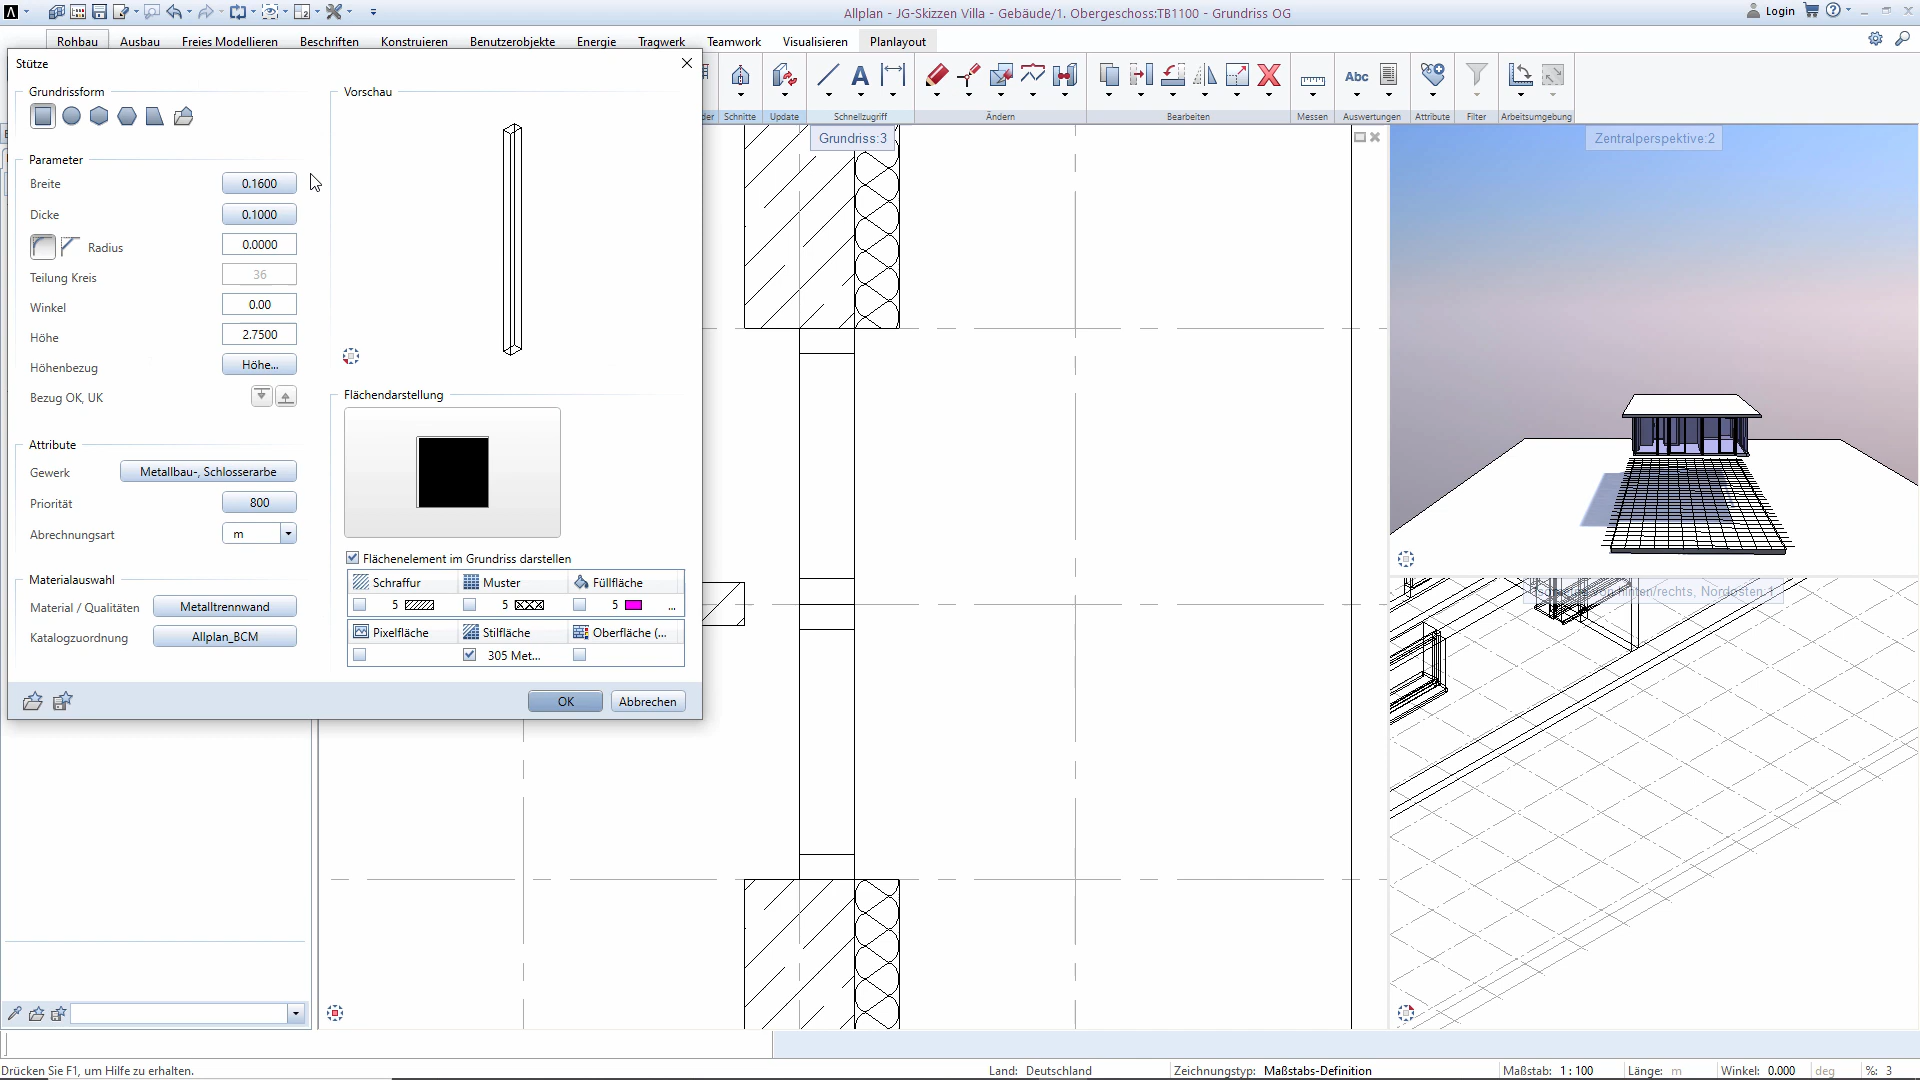 Allplan - JG-Skizzen Villa - Gebäude/1. Obergeschoss:TB1100 - Grundriss OG
Login
Rohbau
Ausbau
Freies Modellieren
Beschriften
Konstruieren
Benutzerobjekte
Energie
Tragwerk
Teamwork
Visualisieren
Planlayout
Stütze
Grundrissform
Vorschau
Parameter
Breite
0.1600
Dicke
0.1000
Radius
0.0000
Teilung Kreis
36
Winkel
0.00
Höhe
2.7500
Höhenbezug
Höhe...
Bezug OK, UK
Attribute
Gewerk
Metallbau-, Schlosserarbe
Priorität
800
Abrechnungsart
m
Materialauswahl
Material / Qualitäten
Metalltrennwand
Katalogzuordnung
Allplan_BCM
Flächendarstellung
Flächenelement im Grundriss darstellen
Schraffur
Muster
Füllfläche
5
5
5
...
Pixelfläche
Stilfläche
Oberfläche (...
305 Met...
OK
Abbrechen
Abc
der
Schnitte
Update
Schnellzugriff
Ändern
Bearbeiten
Messen
Auswertungen
Attribute
Filter
Arbeitsumgebung
Grundriss:3
Zentralperspektive:2
hinten/rechts, Nordosten:1
Drücken Sie F1, um Hilfe zu erhalten.
Land: Deutschland
Zeichnungstyp: Maßstabs-Definition
Maßstab: 1 : 100
Länge: m
Winkel: 0.000 deg
%: 3